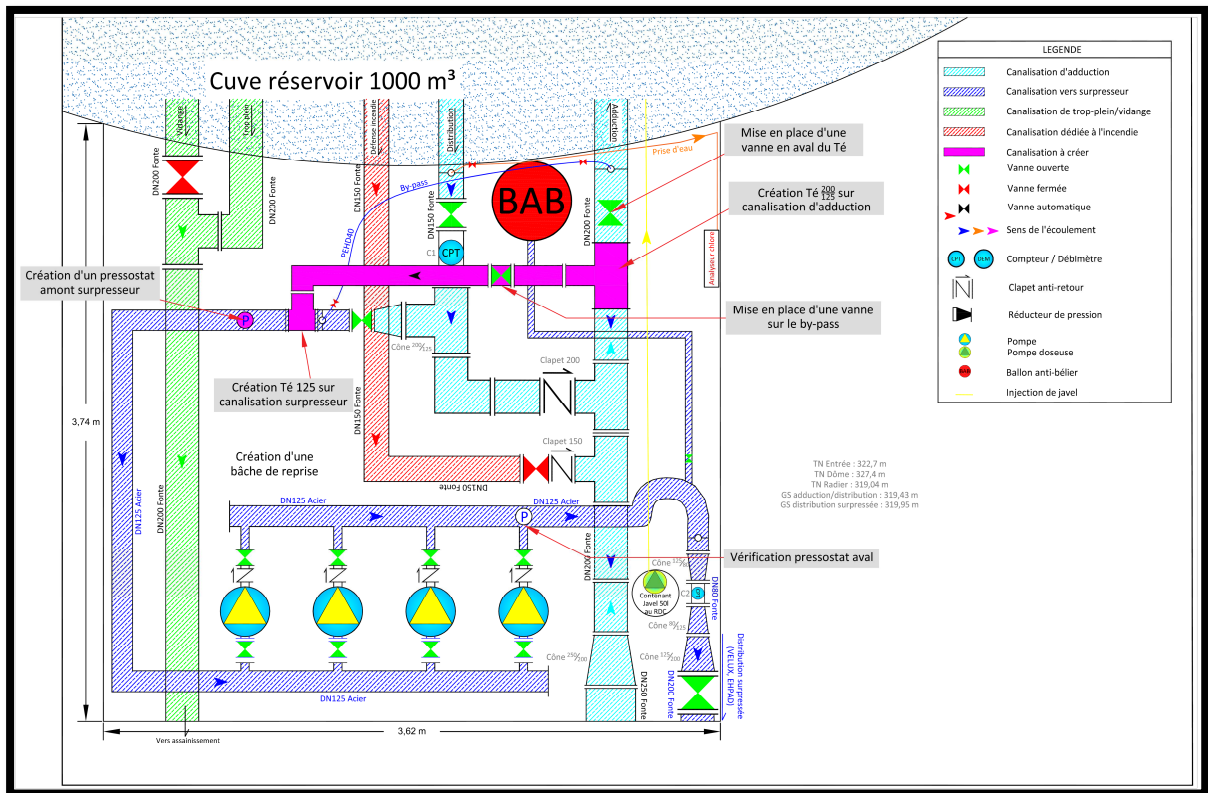 Cuve réservoir 1000 m³
LEGENDE
Canalisation d'adduction
Canalisation vers surpresseur
Canalisation de trop-plein/vidange
Canalisation dédiée à l'incendie
Canalisation à créer
Vanne ouverte
Vanne fermée
Vanne automatique
Sens de l'écoulement
CPT
DEM
Compteur / Débimètre
Clapet anti-retour
Réducteur de pression
Pompe
Pompe doseuse
BAB
Ballon anti-bélier
Injection de javel
Vidange
trop plein
Défense incendie
Distribution
Adduction
Prise d'eau
By-pass
PEHD40
DN200 Fonte
DN200 Fonte
DN150 Fonte
DN150 Fonte
DN200 Fonte
BAB
C1
CPT
Analyseur chlore
Mise en place d'une
vanne en aval du Té
Création Té 200/125 sur
canalisation d'adduction
Mise en place d'une vanne
sur le by-pass
Création d'un pressostat
amont surpresseur
P
Cône 200/125
Création Té 125 sur
canalisation surpresseur
Clapet 200
DN150 Fonte
Clapet 150
DN150 Fonte
3,74 m
Création d'une
bâche de reprise
DN125 Acier
DN200 Fonte
DN125 Acier
DN125 Acier
P
DN200 Fonte
Vérification pressostat aval
TN Entrée : 322,7 m
TN Dôme : 327,4 m
TN Radier : 319,04 m
GS adduction/distribution : 319,43 m
GS distribution surpressée : 319,95 m
Contenant
Javel 50l
au RDC
C2
DN80 Fonte
Cône 80/125
Cône 250/200
Cône 125/200
DN250 Fonte
DN200 Fonte
Distribution surpressée
(VELUX, EHPAD)
DN125 Acier
3,62 m
Vers assainissement